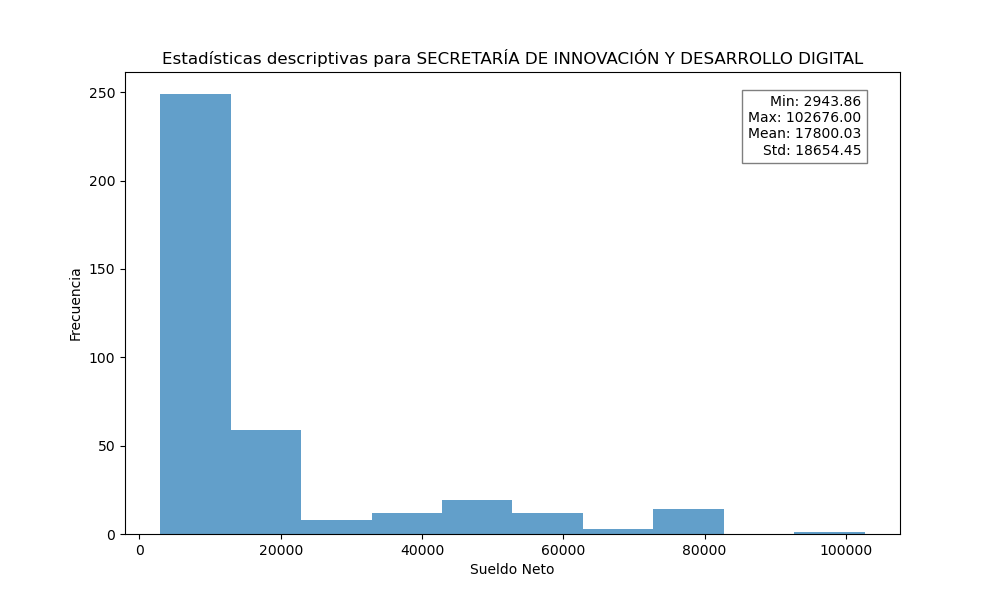 Estadísticas descriptivas para SECRETARÍA DE INNOVACIÓN Y DESARROLLO DIGITAL
Min: 2943.86
Max: 102676.00
Mean: 17800.03
Std: 18654.45
250
200
150
100
50
0
Frecuencia
0 20000 40000 60000 80000 100000
Sueldo Neto